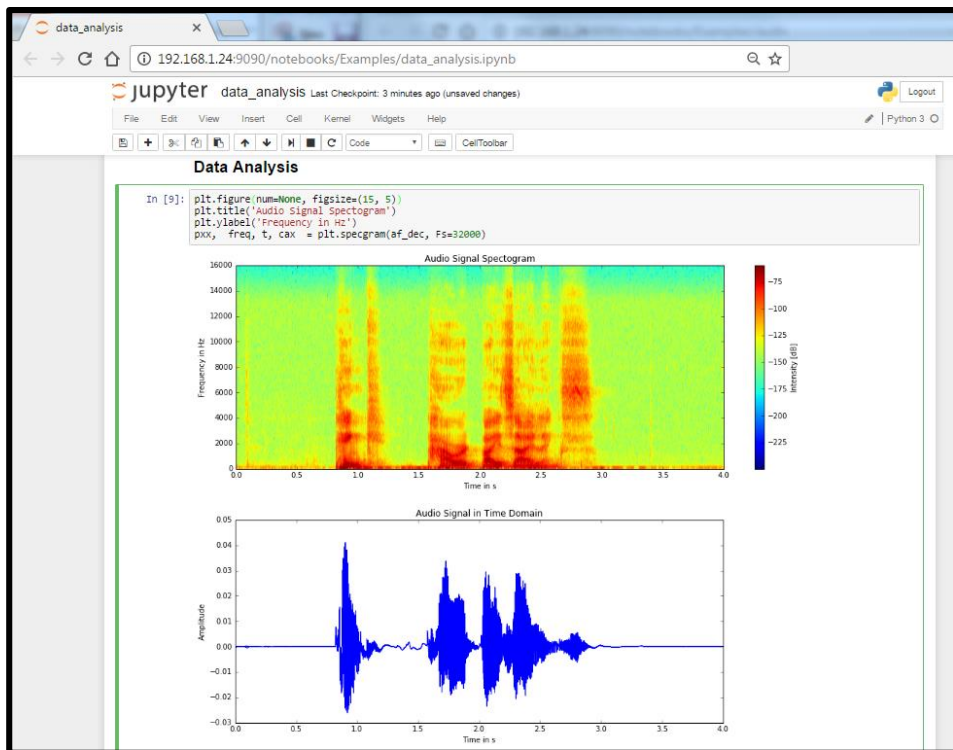 data_analysis
192.168.1.24:9090/notebooks/Examples/data_analysis.ipynb
jupyter data_analysis Last Checkpoint: 3 minutes ago (unsaved changes)
Logout
File Edit View Insert Cell Kernel Widgets Help
Python 3
Code
CellToolbar
Data Analysis
In [9]: plt.figure(num=None, figsize=(15, 5))
plt.title('Audio Signal Spectogram')
plt.ylabel('Frequency in Hz')
pxx, freq, t, cax = plt.specgram(af_dec, Fs=32000)
Audio Signal Spectogram
16000
14000
12000
10000
8000
6000
4000
2000
0
Frequency in Hz
0.0 0.5 1.0 1.5 2.0 2.5 3.0 3.5 4.0
Time in s
−75
−100
−125
−150
−175
−200
−225
Intensity [dB]
Audio Signal in Time Domain
0.05
0.04
0.03
0.02
0.01
0.00
−0.01
−0.02
−0.03
Amplitude
0.0 0.5 1.0 1.5 2.0 2.5 3.0 3.5 4.0
Time in s